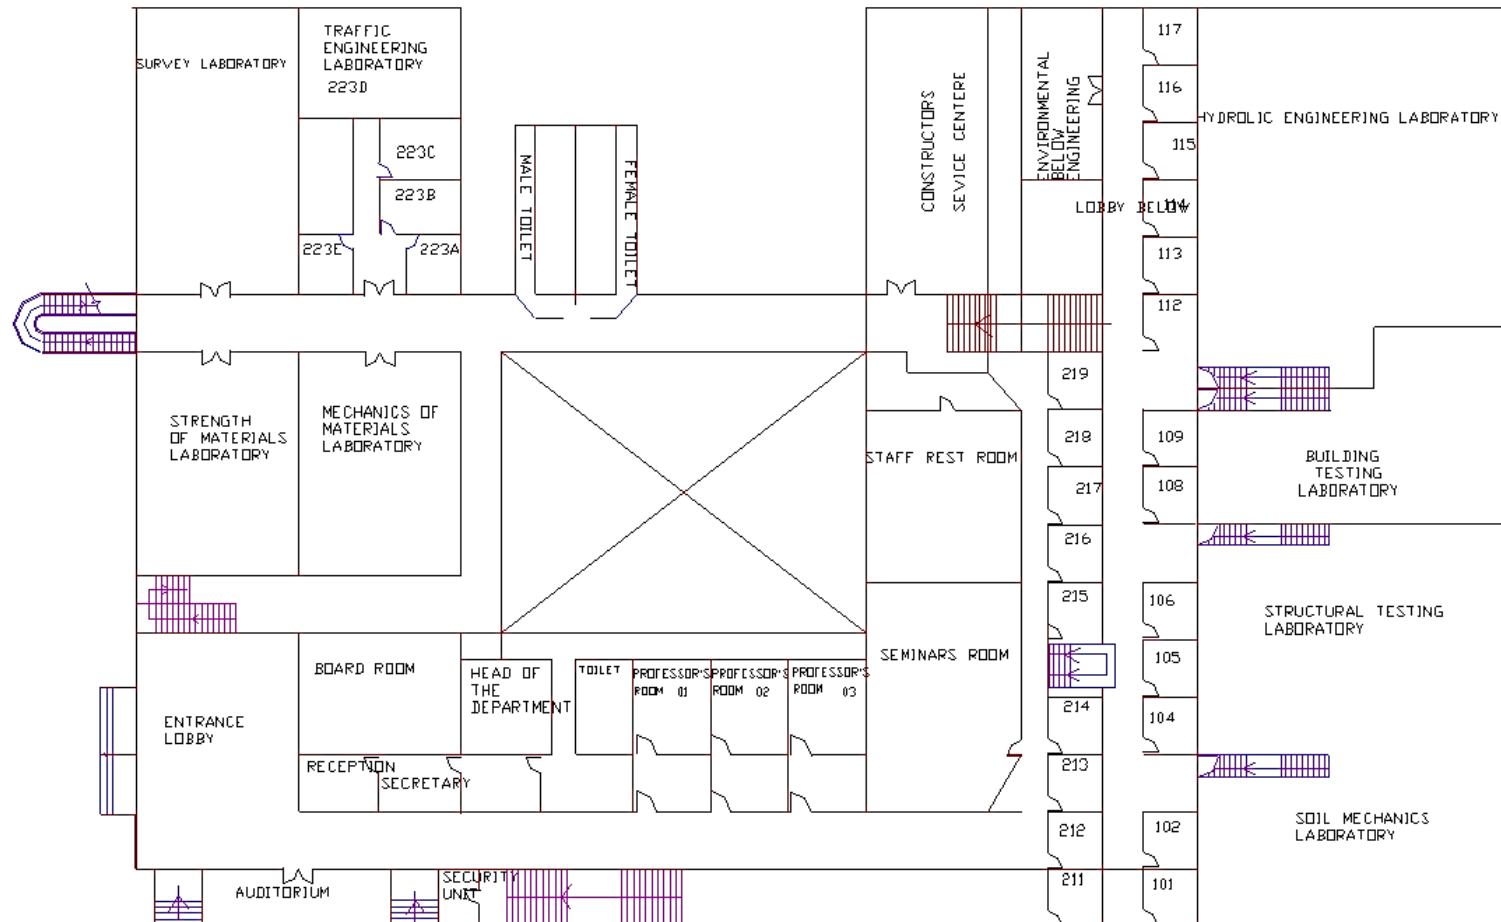 TRAFFIC
ENGINEERING
LABORATORY
223D
SURVEY LABORATORY
223C
223B
223E
223A
MALE TOILET
FEMALE TOILET
CONSTRUCTORS
SEVICE CENTERE
ENVIRONMENTAL
BELOW
ENGINEERING
LOBBY BELOW
117
116
115
114
113
112
HYDROLIC ENGINEERING LABORATORY
STRENGTH
OF MATERIALS
LABORATORY
MECHANICS OF
MATERIALS
LABORATORY
STAFF REST ROOM
219
218
217
216
215
214
213
212
211
109
108
106
105
104
102
101
BUILDING
TESTING
LABORATORY
STRUCTURAL TESTING
LABORATORY
SOIL MECHANICS
LABORATORY
SEMINARS ROOM
BOARD ROOM
HEAD OF
THE
DEPARTMENT
TOILET
PROFESSOR'S
ROOM 01
PROFESSOR'S
ROOM 02
PROFESSOR'S
ROOM 03
ENTRANCE
LOBBY
RECEPTION
SECRETARY
AUDITORIUM
SECURITY
UNIT